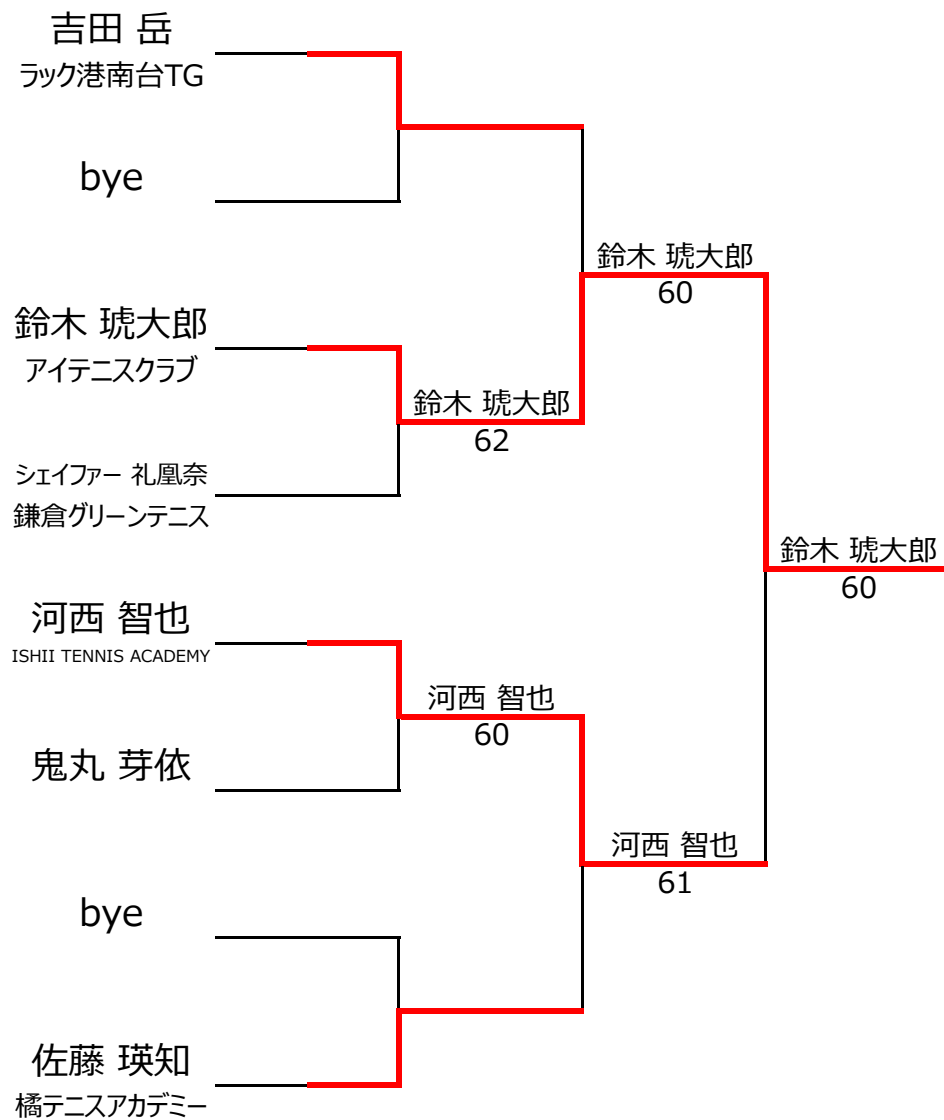 吉田 岳
ラック港南台TG
bye
鈴木 琥大郎
アイテニスクラブ
シェイファー 礼凰奈
鎌倉グリーンテニス
河西 智也
ISHII TENNIS ACADEMY
鬼丸 芽依
bye
佐藤 瑛知
橘テニスアカデミー
鈴木 琥大郎
62
河西 智也
60
鈴木 琥大郎
60
河西 智也
61
鈴木 琥大郎
60